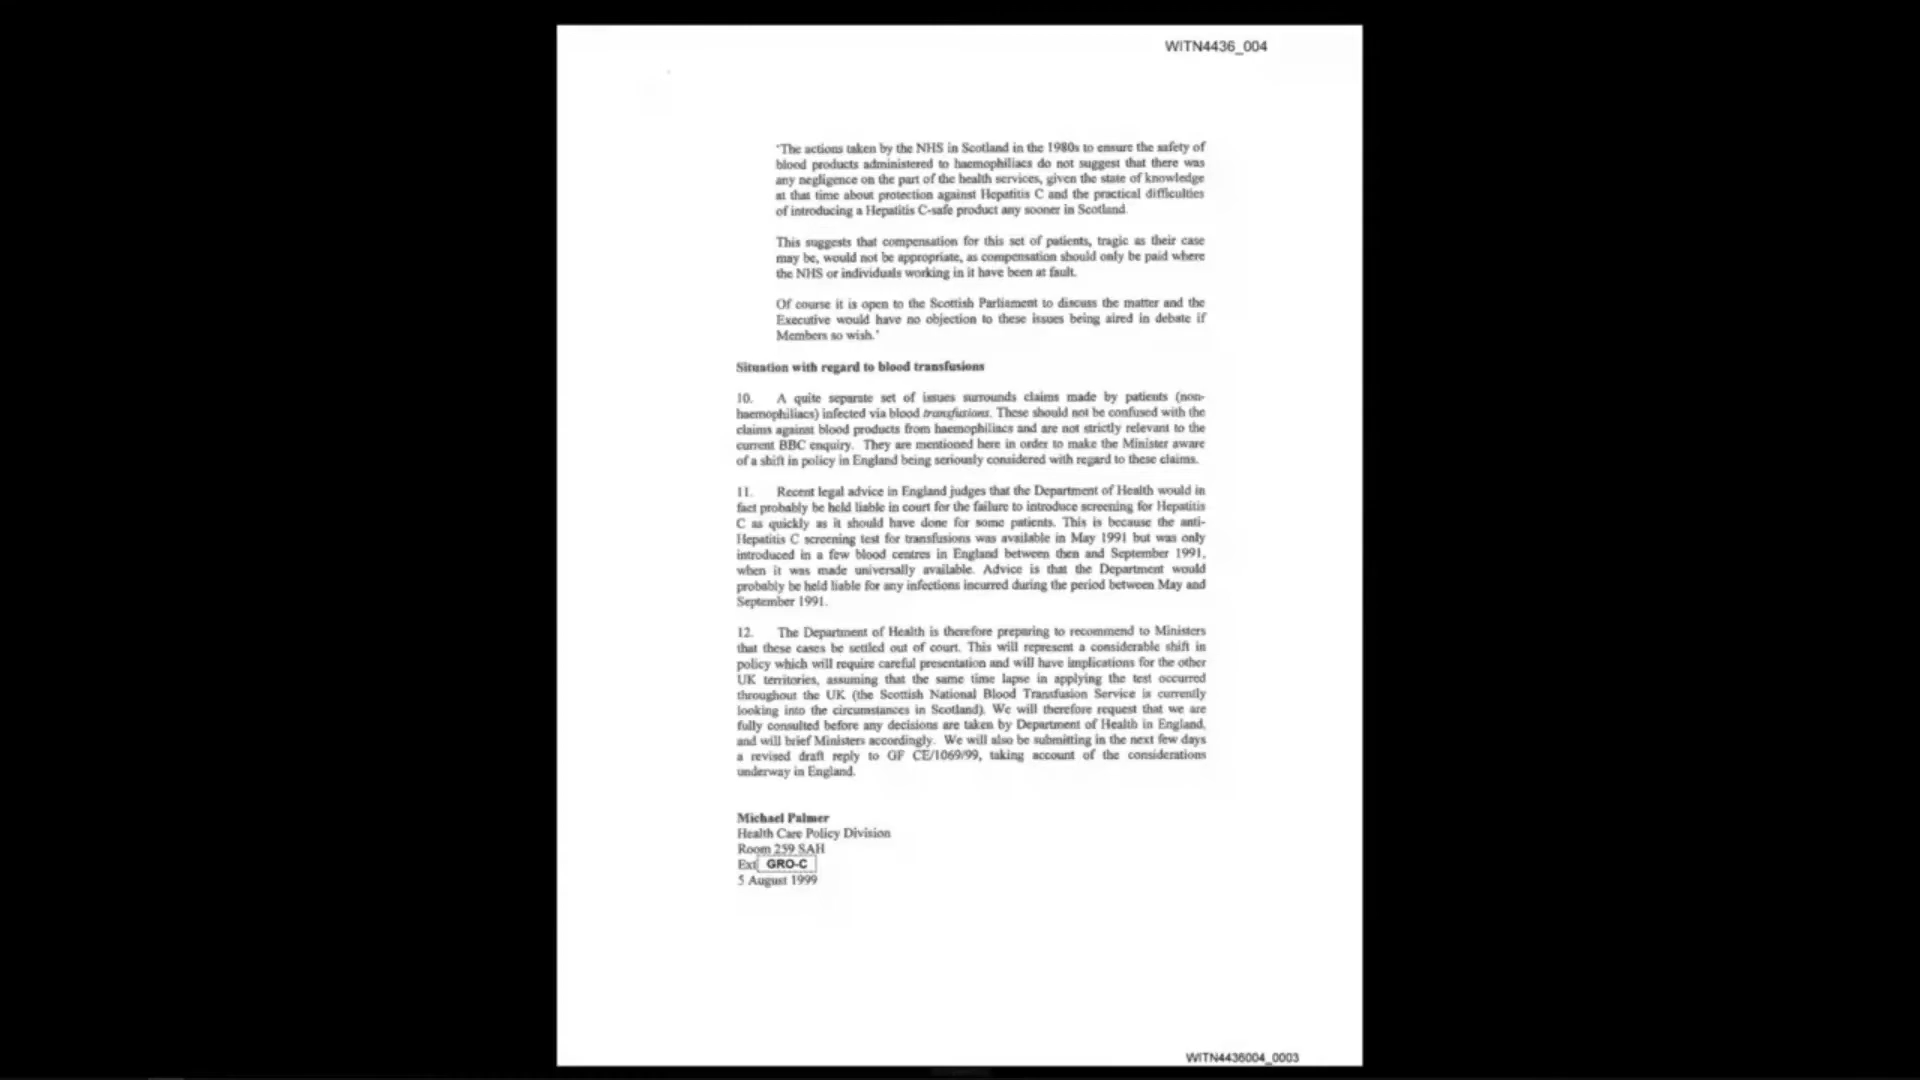 WITN4436_004
'The actions taken by the NHS in Scotland in the 1980s to ensure the safety of
blood products administered to haemophiliacs do not suggest that there was
any negligence on the part of the health services, given the state of knowledge
at that time about protection against Hepatitis C and the practical difficulties
of introducing a Hepatitis C-safe product any sooner in Scotland.
This suggests that compensation for this set of patients, tragic as their case
may be, would not be appropriate, as compensation should only be paid where
the NHS or individuals working in it have been at fault.
Of course it is open to the Scottish Parliament to discuss the matter and the
Executive would have no objection to these issues being aired in debate if
Members so wish.'
Situation with regard to blood transfusions
10. A quite separate set of issues surrounds claims made by patients (non-
haemophiliacs) infected via blood transfusions. These should not be confused with the
claims against blood products from haemophiliacs and are not strictly relevant to the
current BBC enquiry. They are mentioned here in order to make the Minister aware
of a shift in policy in England being seriously considered with regard to these claims.
11. Recent legal advice in England judges that the Department of Health would in
fact probably be held liable in court for the failure to introduce screening for Hepatitis
C as quickly as it should have done for some patients. This is because the anti-
Hepatitis C screening test for transfusions was available in May 1991 but was only
introduced in a few blood centres in England between then and September 1991,
when it was made universally available. Advice is that the Department would
probably be held liable for any infections incurred during the period between May and
September 1991.
12. The Department of Health is therefore preparing to recommend to Ministers
that these cases be settled out of court. This will represent a considerable shift in
policy which will require careful presentation and will have implications for the other
UK territories, assuming that the same time lapse in applying the test occurred
throughout the UK (the Scottish National Blood Transfusion Service is currently
looking into the circumstances in Scotland). We will therefore request that we are
fully consulted before any decisions are taken by Department of Health in England,
and will brief Ministers accordingly. We will also be submitting in the next few days
a revised draft reply to GF CE/1069/99, taking account of the considerations
underway in England.
Michael Palmer
Health Care Policy Division
Room 259 SAH
Ext GRO-C
5 August 1999
WITN4436004_0003